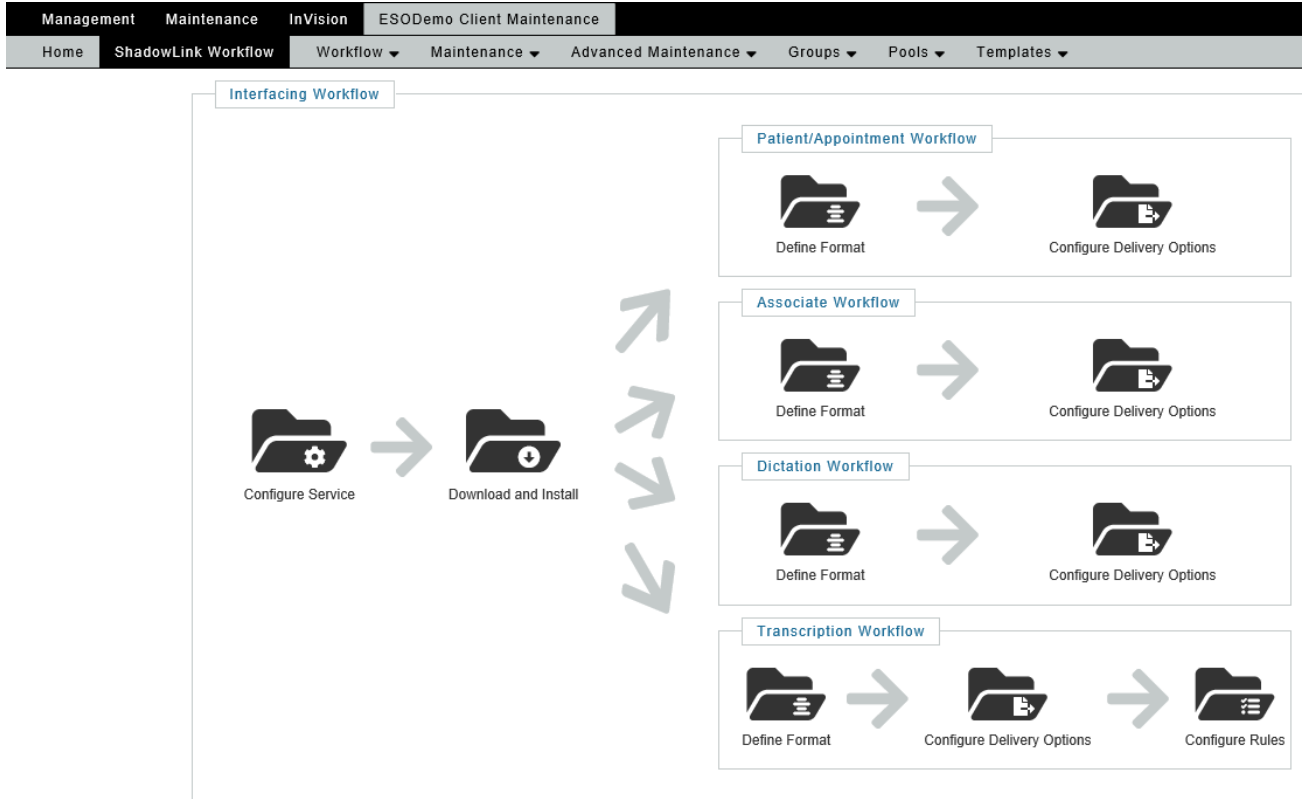 Management Maintenance InVision ESODemo Client Maintenance
Home ShadowLink Workflow Workflow Maintenance Advanced Maintenance Groups Pools Templates
Interfacing Workflow
Patient/Appointment Workflow
Define Format Configure Delivery Options
Associate Workflow
Define Format Configure Delivery Options
Configure Service Download and Install
Dictation Workflow
Define Format Configure Delivery Options
Transcription Workflow
Define Format Configure Delivery Options Configure Rules